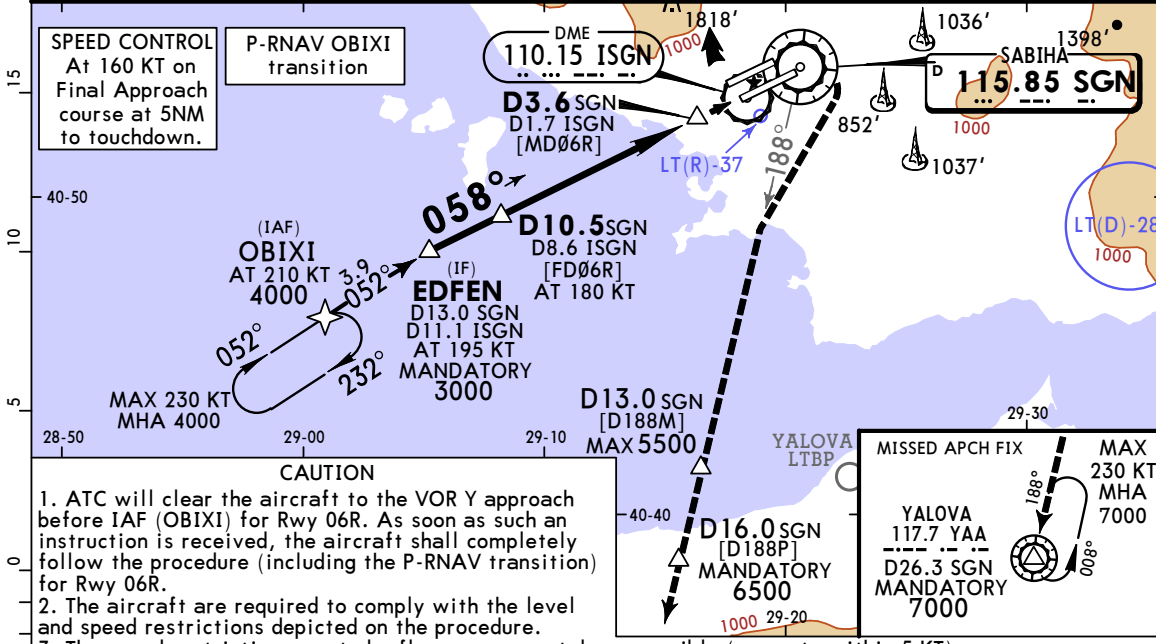 SPEED CONTROL
At 160 KT on
Final Approach
course at 5NM
to touchdown.
P-RNAV OBIXI
transition
DME
110.15 ISGN
1818'
1000
1036'
1398'
SABIHA
D 115.85 SGN
1000
852'
1037'
15
D3.6 SGN
D1.7 ISGN
[MDØ6R]
LT(R)-37
188°
40-50
058°
D10.5 SGN
D8.6 ISGN
[FDØ6R]
AT 180 KT
LT(D)-28
1000
10
(IAF)
OBIXI
AT 210 KT
4000
3.9
052°
(IF)
EDFEN
D13.0 SGN
D11.1 ISGN
AT 195 KT
MANDATORY
3000
052°
232°
MAX 230 KT
MHA 4000
5
28-50
29-00
29-10
D13.0 SGN
[D188M]
MAX 5500
YALOVA
LTBP
29-30
MISSED APCH FIX
MAX
230 KT
MHA
7000
188°
008°
YALOVA
117.7 YAA
D26.3 SGN
MANDATORY
7000
40-40
D16.0 SGN
[D188P]
MANDATORY
6500
0
1000
29-20
CAUTION
1. ATC will clear the aircraft to the VOR Y approach
before IAF (OBIXI) for Rwy 06R. As soon as such an
instruction is received, the aircraft shall completely
follow the procedure (including the P-RNAV transition)
for Rwy 06R.
2. The aircraft are required to comply with the level
and speed restrictions depicted on the procedure.